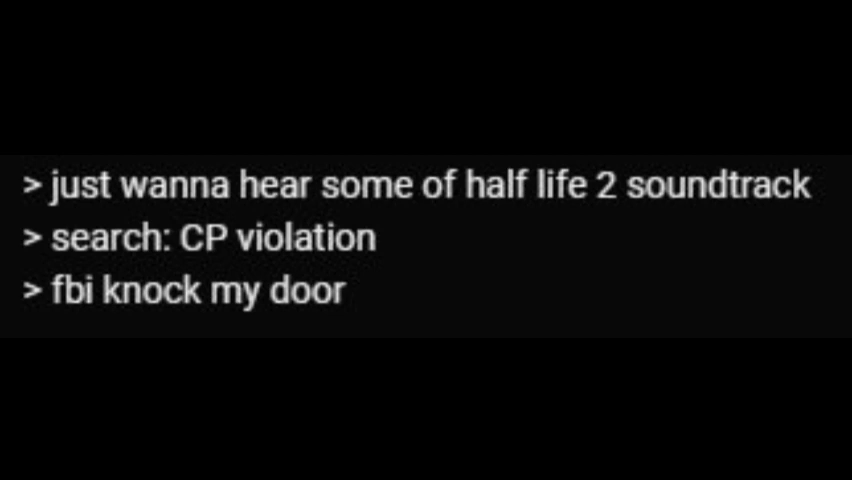 > just wanna hear some of half life 2 soundtrack
> search: CP violation
> fbi knock my door